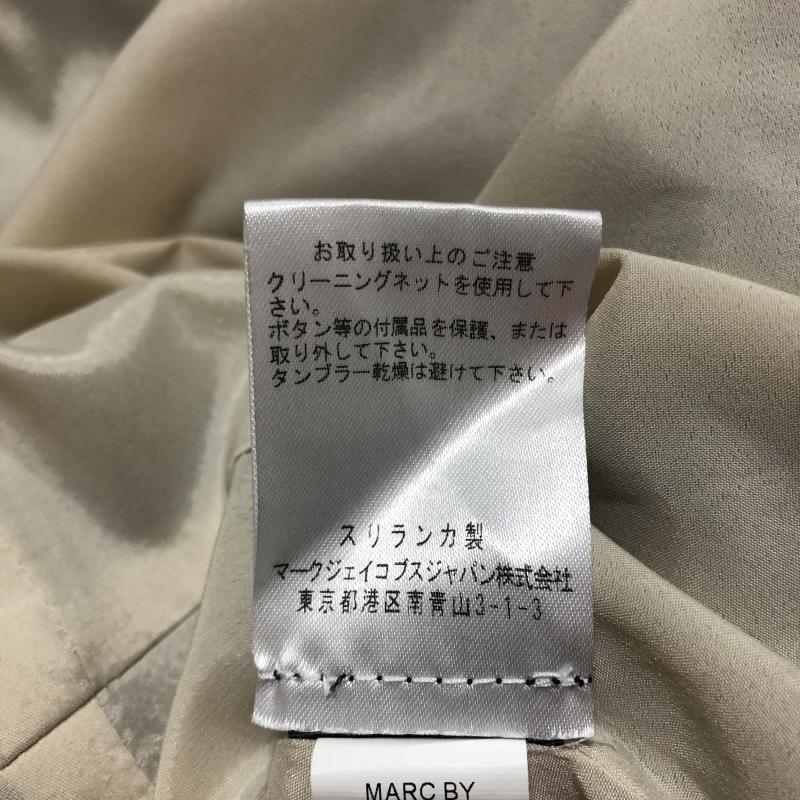 お取り扱い上のご注意
クリーニングネットを使用して下
さい。
ボタン等の付属品を保護、または
取り外して下さい。
タンブラー乾燥は避けて下さい。
スリランカ製
マークジェイコブスジャパン株式会社
東京都港区南青山3-1-3
MARC BY